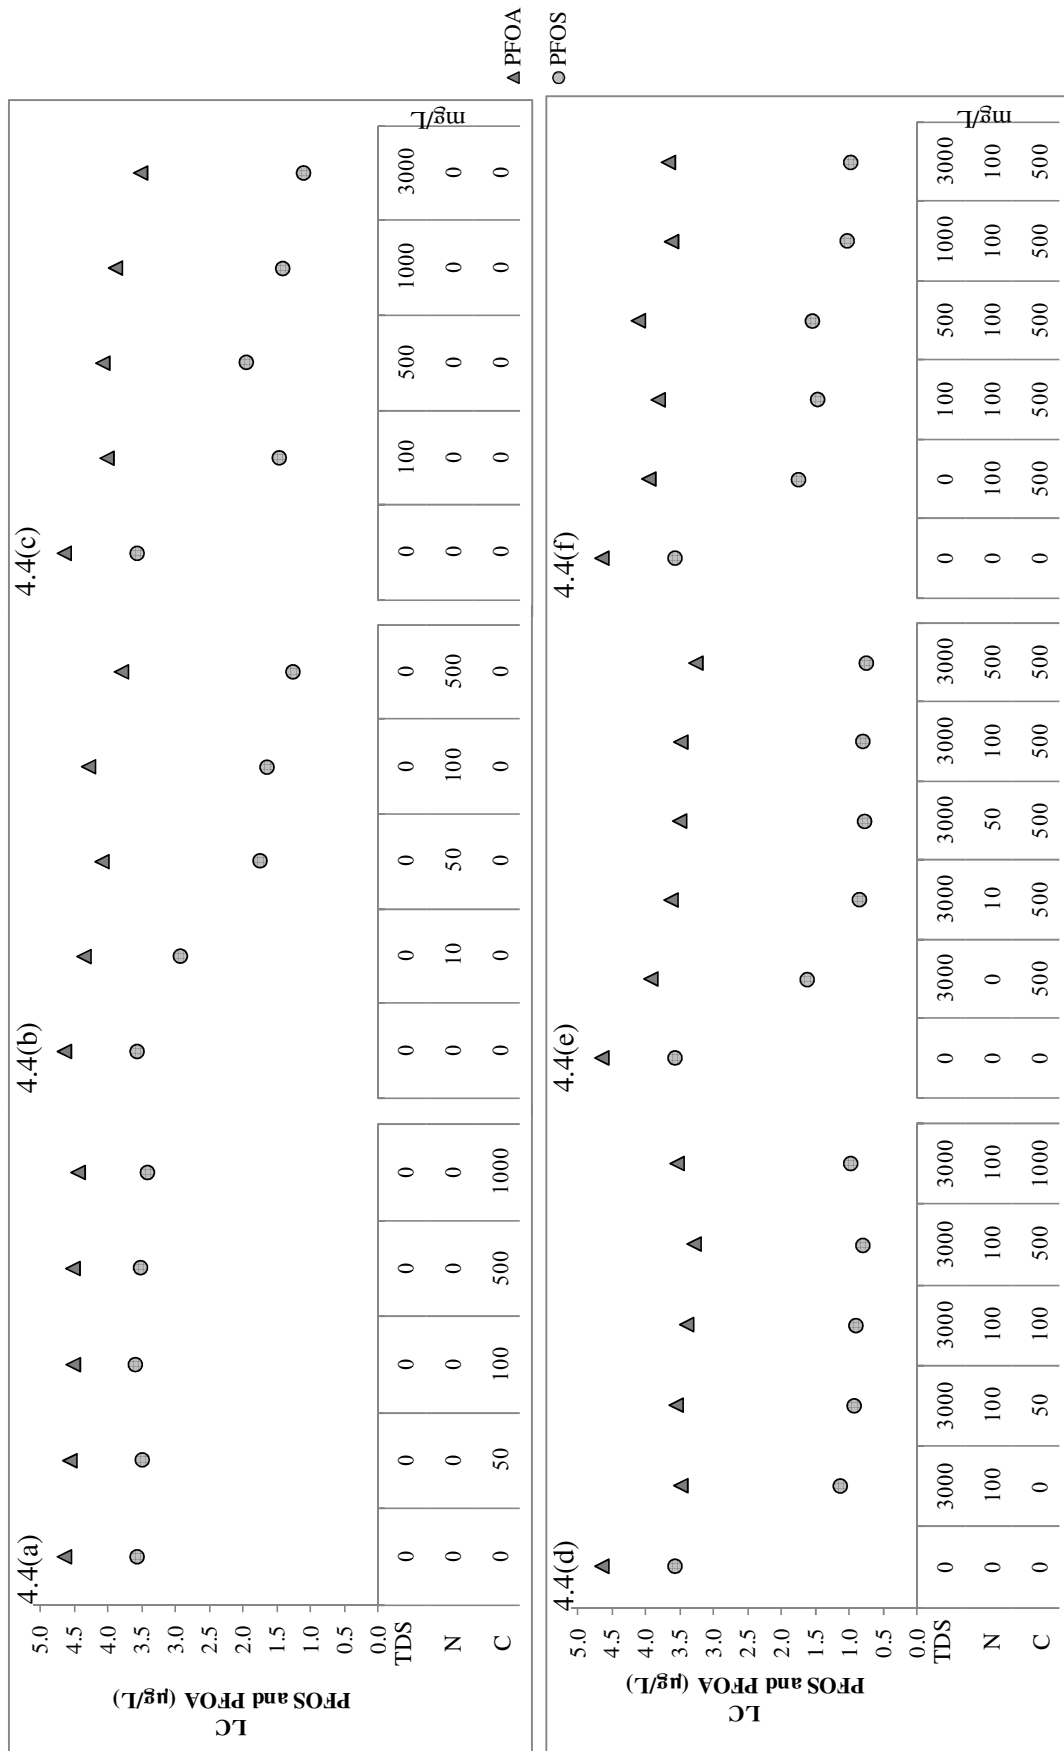 4.4(a)
4.4(b)
4.4(c)
LC
PFOS and PFOA (µg/L)
5.0
4.5
4.0
3.5
3.0
2.5
2.0
1.5
1.0
0.5
0.0
TDS 0 0 0 0 0 0 0 0 0 0 0 100 500 1000 3000
N 0 0 0 0 0 0 10 50 100 500 0 0 0 0 0
C 0 50 100 500 1000 0 0 0 0 0 0 0 0 0 0
mg/L
PFOA
PFOS
4.4(d)
4.4(e)
4.4(f)
LC
PFOS and PFOA (µg/L)
5.0
4.5
4.0
3.5
3.0
2.5
2.0
1.5
1.0
0.5
0.0
TDS 0 3000 3000 3000 3000 3000 0 3000 3000 3000 3000 3000 0 0 100 500 1000 3000
N 0 100 100 100 100 100 0 0 10 50 100 500 0 100 100 100 100 100
C 0 0 50 100 500 1000 0 500 500 500 500 500 0 500 500 500 500 500
mg/L